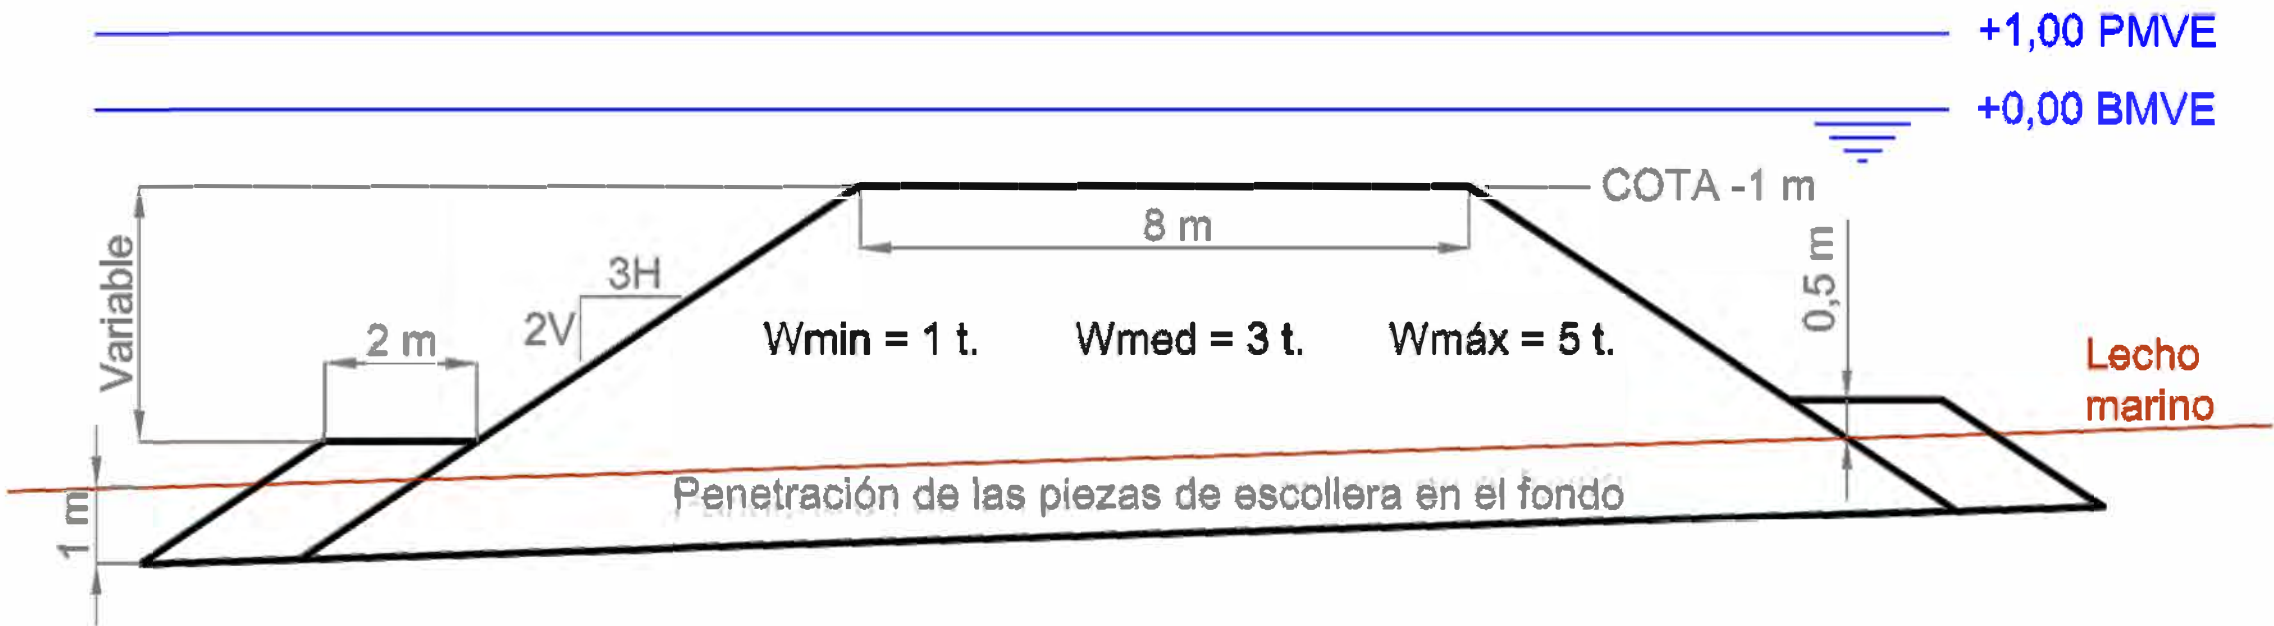 +1,00 PMVE
+0,00 BMVE
COTA -1 m
8 m
Variable
3H
2V
2 m
0,5 m
Wmin = 1 t.
Wmed = 3 t.
Wmáx = 5 t.
Lecho
marino
Penetración de las piezas de escollera en el fondo
1 m